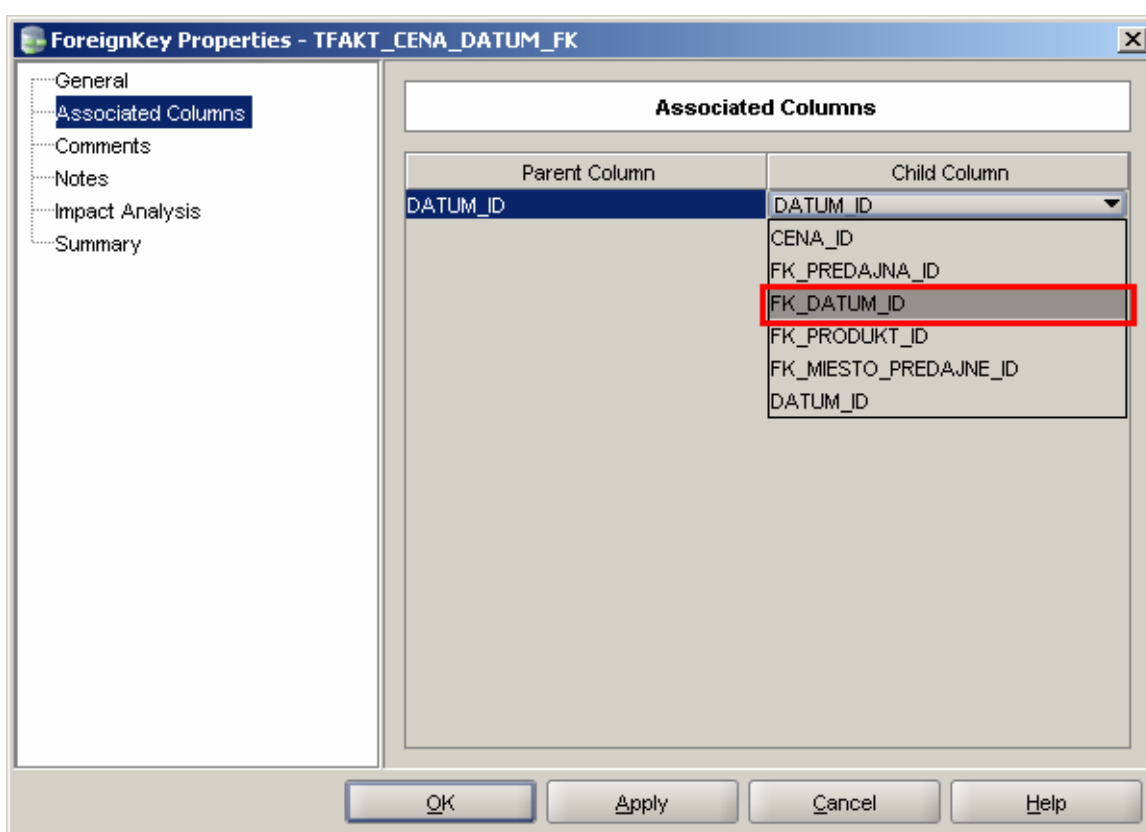 ForeignKey Properties - TFAKT_CENA_DATUM_FK
General
Associated Columns
Comments
Notes
Impact Analysis
Summary
Associated Columns
Parent Column Child Column
DATUM_ID DATUM_ID
CENA_ID
FK_PREDAJNA_ID
FK_DATUM_ID
FK_PRODUKT_ID
FK_MIESTO_PREDAJNE_ID
DATUM_ID
OK Apply Cancel Help